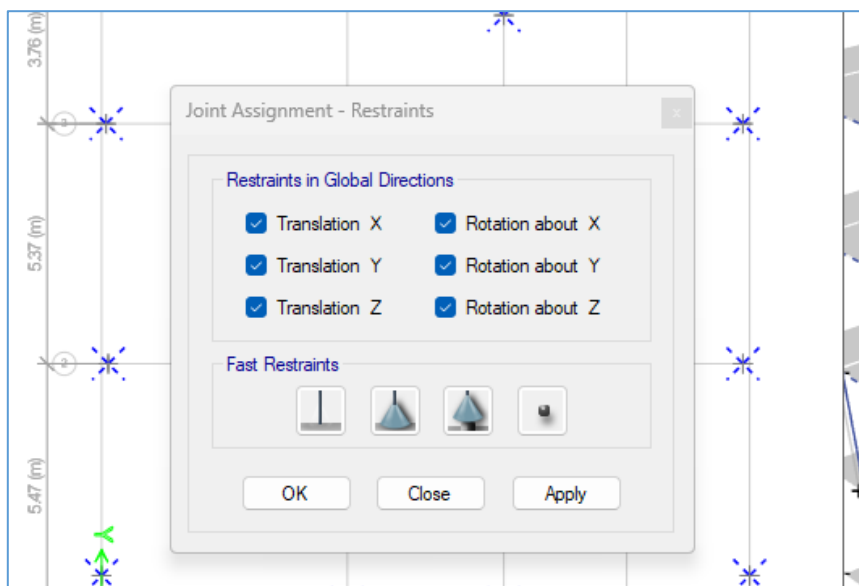 3.76 (m)
Joint Assignment - Restraints
x
3
Restraints in Global Directions
Translation X
Rotation about X
5.37 (m)
Translation Y
Rotation about Y
Translation Z
Rotation about Z
2
Fast Restraints
5.47 (m)
OK
Close
Apply
Y